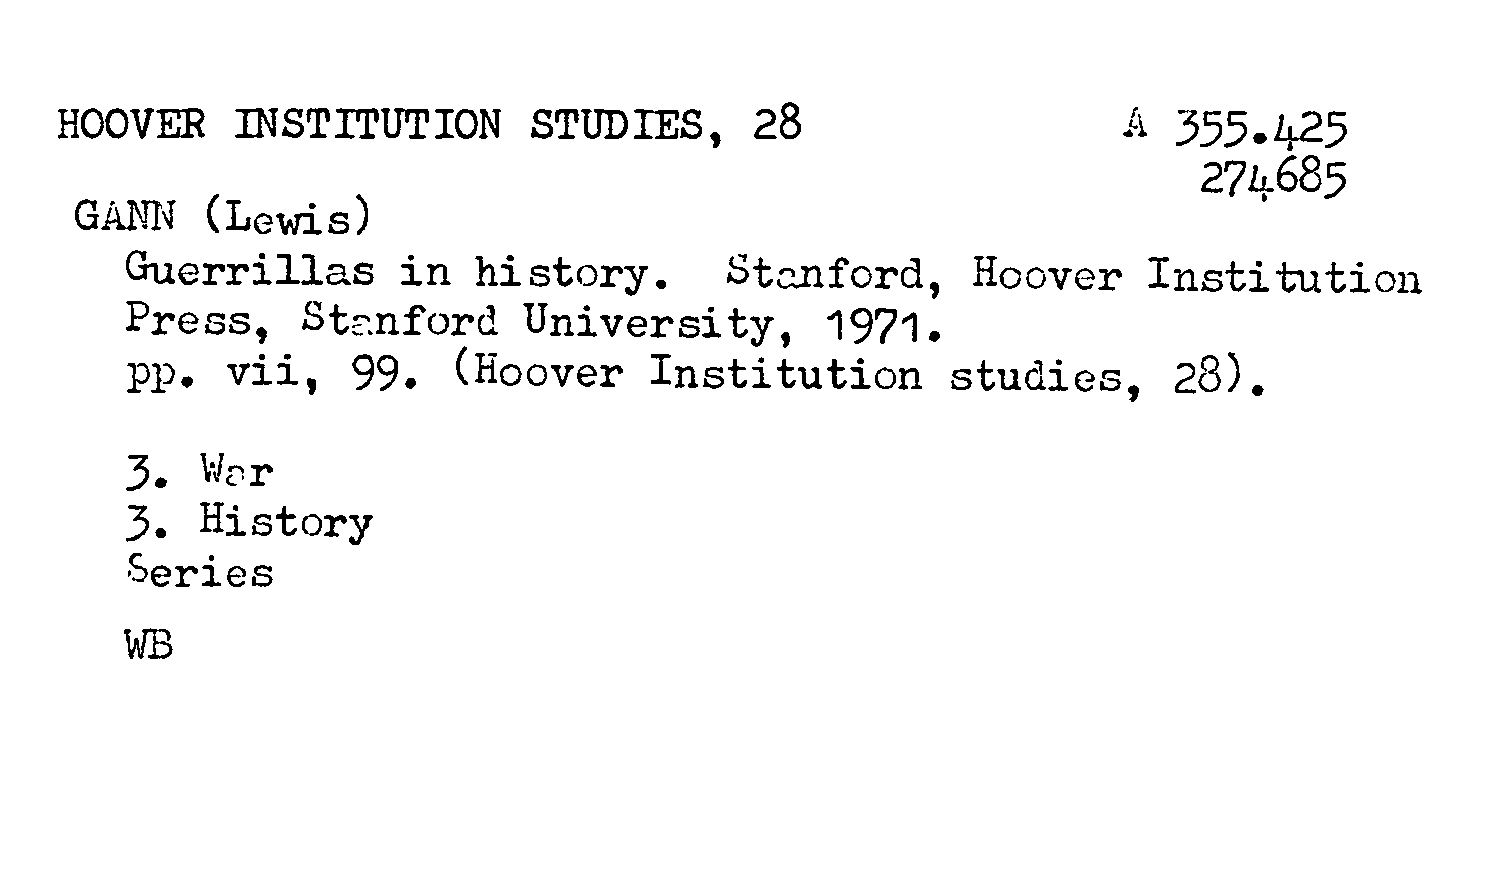 HOOVER INSTITUTION STUDIES, 28
A 355.425
274685
GANN (Lewis)
Guerrillas in history. Stanford, Hoover Institution
Press, Stanford University, 1971.
pp. vii, 99. (Hoover Institution studies, 28).
3. War
3. History
Series
WB